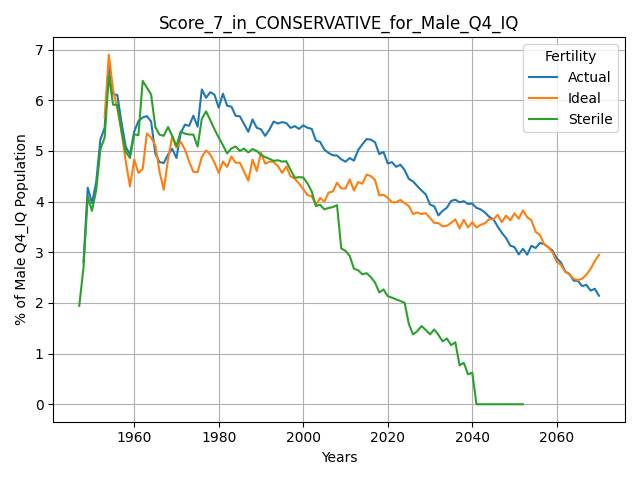 Score_7_in_CONSERVATIVE_for_Male_Q4_IQ
% of Male Q4_IQ Population
7
6
5
4
3
2
1
0
Fertility
Actual
Ideal
Sterile
1960
1980
2000
2020
2040
2060
Years